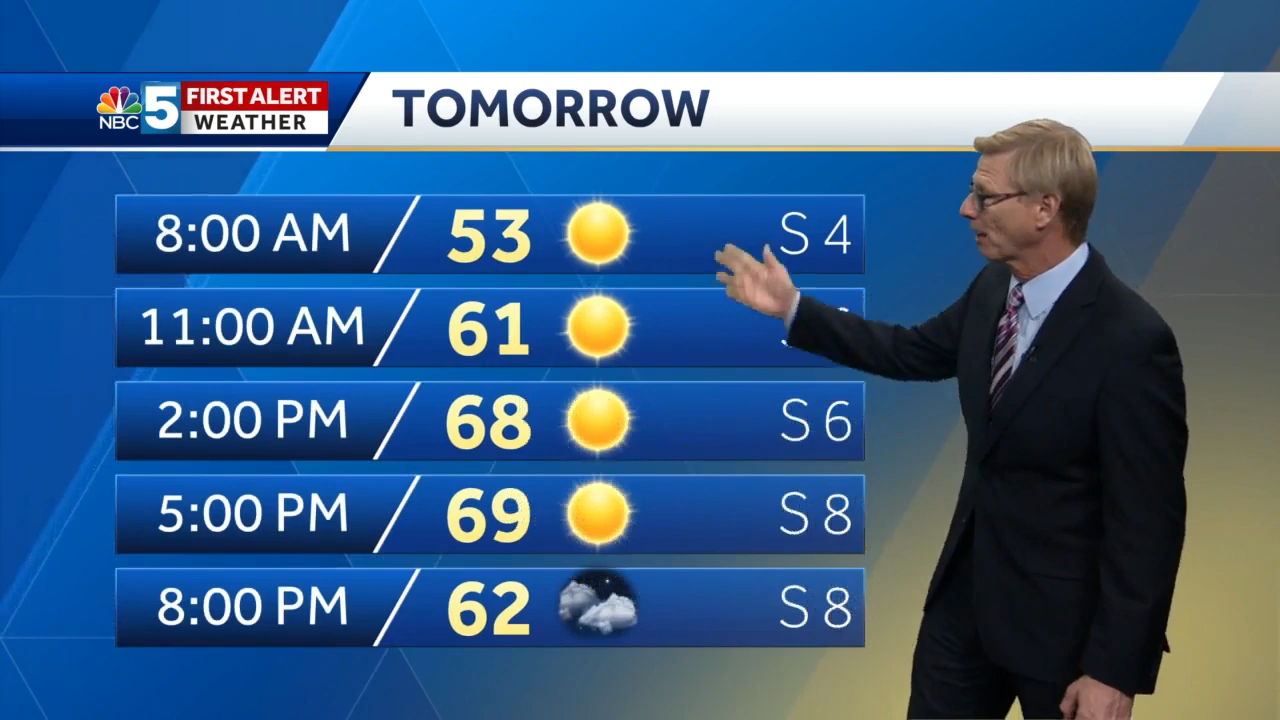 NBC 5 FIRST ALERT
WEATHER
TOMORROW
8:00 AM 53 S 4
11:00 AM 61
2:00 PM 68 S 6
5:00 PM 69 S 8
8:00 PM 62 S 8